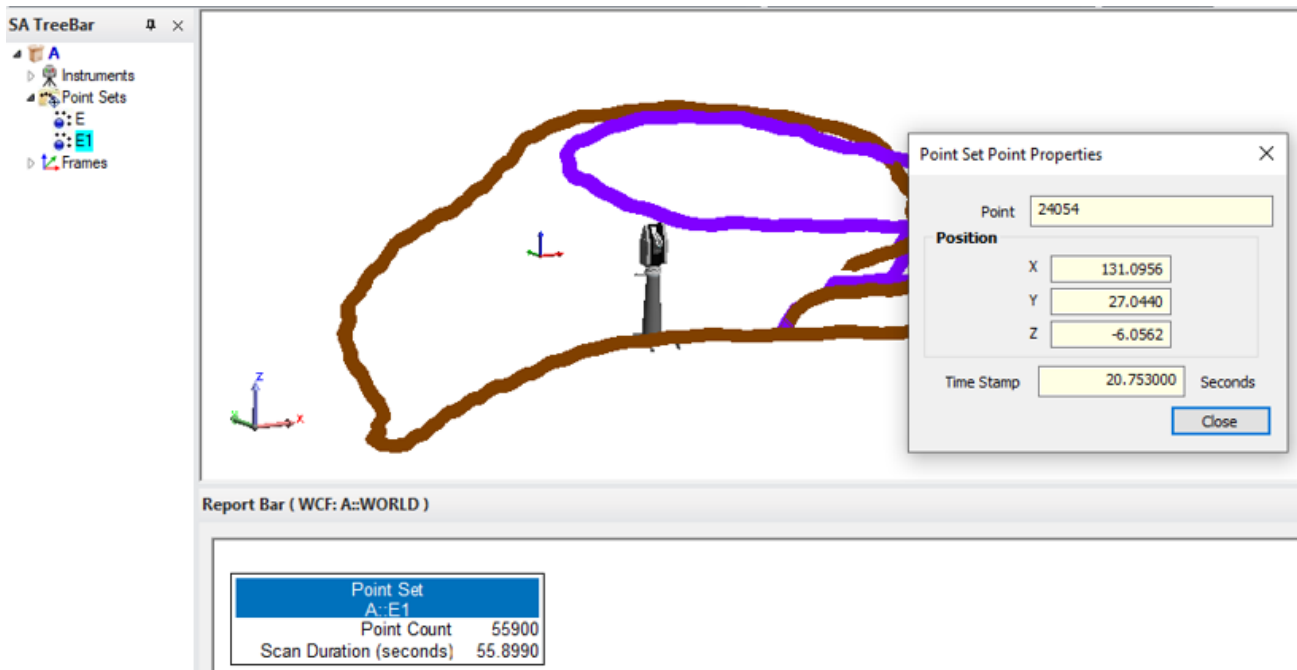 SA TreeBar
A
Instruments
Point Sets
E
E1
Frames
Z
X
Point Set Point Properties
Point 24054
Position
X 131.0956
Y 27.0440
Z -6.0562
Time Stamp 20.753000 Seconds
Close
Report Bar ( WCF: A::WORLD )
Point Set
A::E1
Point Count 55900
Scan Duration (seconds) 55.8990